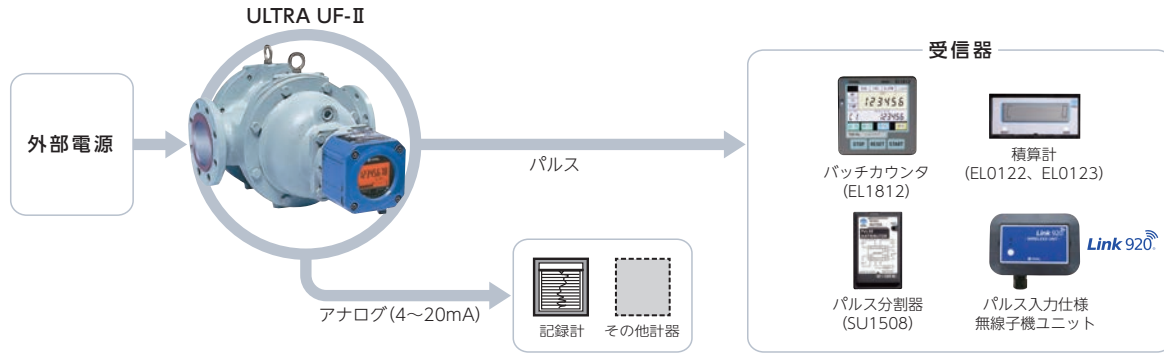 ULTRA UF-Ⅱ
外部電源
パルス
アナログ(4〜20mA)
記録計
その他計器
受信器
123456
123456
STOP RESET START
バッチカウンタ
(EL1812)
積算計
(EL0122、EL0123)
パルス分割器
(SU1508)
Link 920
Link 920®
パルス入力仕様
無線子機ユニット